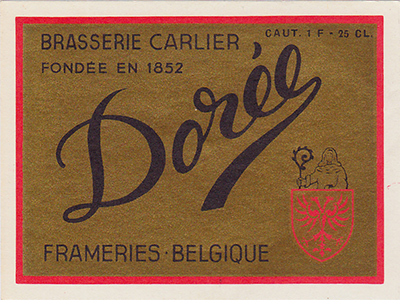 BRASSERIE CARLIER
CAUT. 1 F - 25 CL.
FONDÉE EN 1852
Dorée
FRAMERIES · BELGIQUE